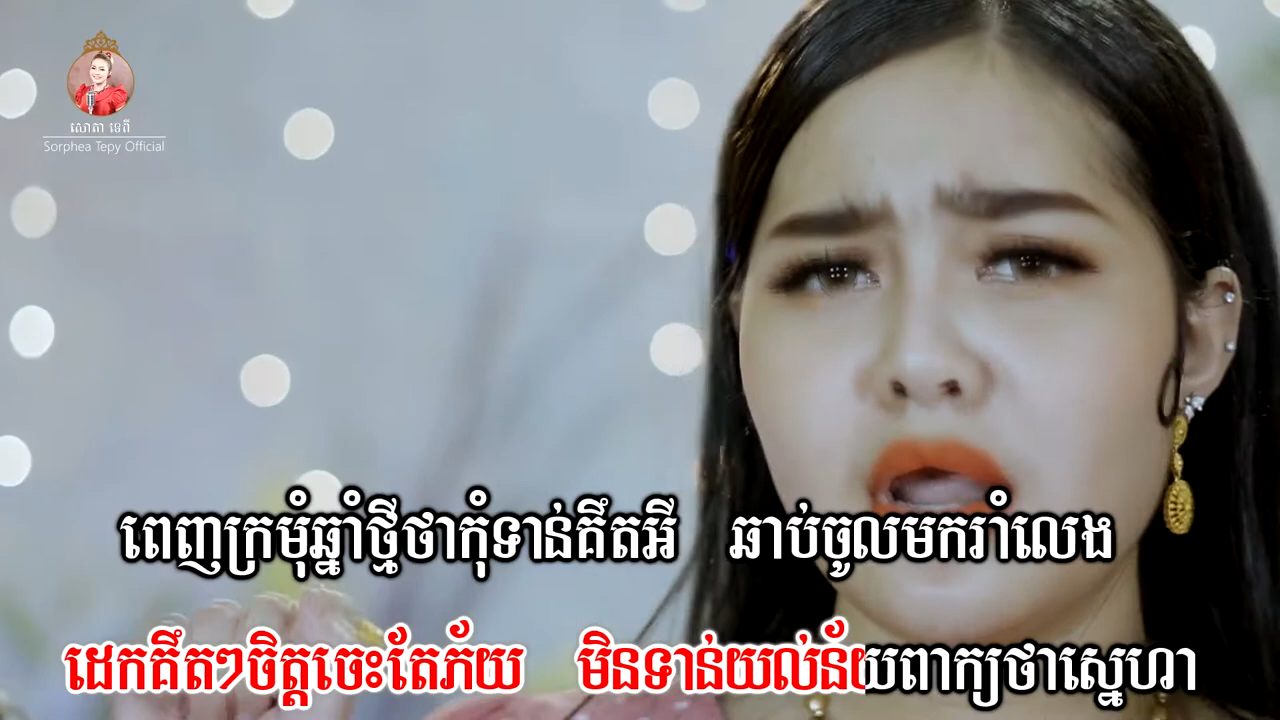 សោភា ទេពី
Sorphea Tepy Official
ពេញក្រមុំឆ្នាំថ្មីថាកុំទាន់គឹតអី ឆាប់ចូលមករាំលេង
ដេកគឹតៗចិត្តចេះតែភ័យ មិនទាន់យល់ន័យពាក្យថាស្នេហា